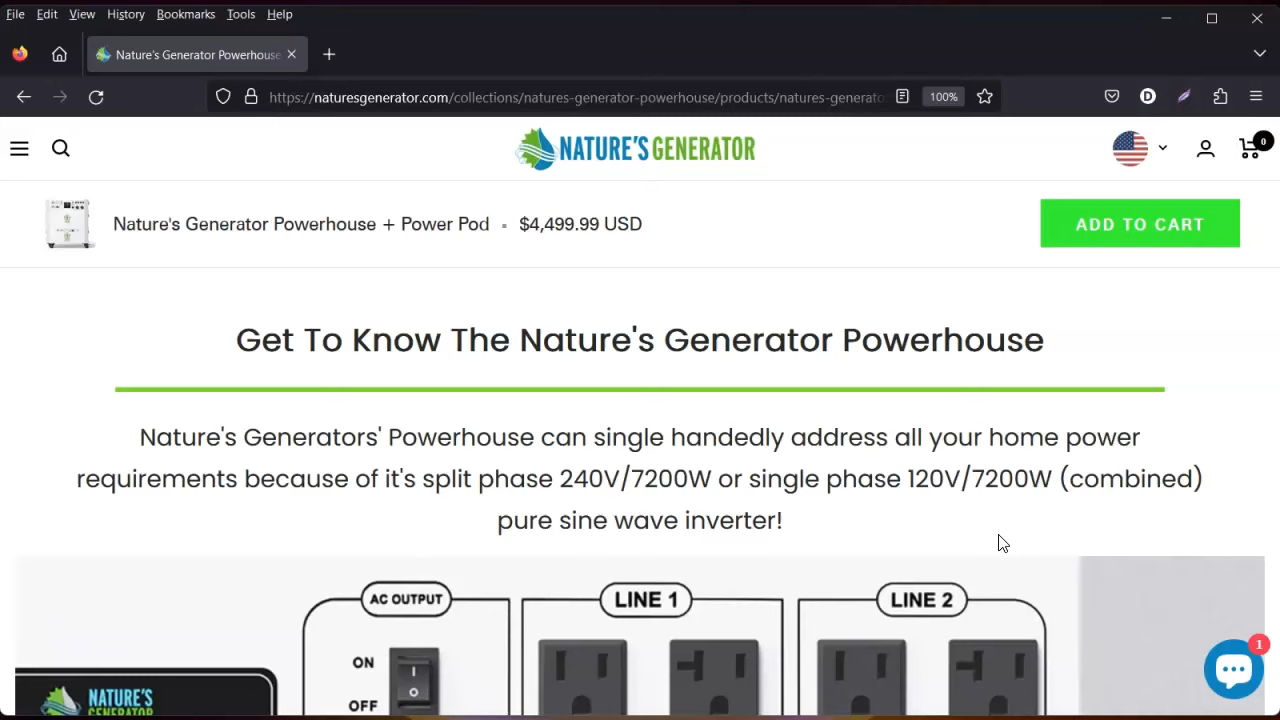 File Edit View History Bookmarks Tools Help
Nature's Generator Powerhouse
https://naturesgenerator.com/collections/natures-generator-powerhouse/products/natures-generato
100%
NATURE'S GENERATOR
0
Nature's Generator Powerhouse + Power Pod • $4,499.99 USD
ADD TO CART
Get To Know The Nature's Generator Powerhouse
Nature's Generators' Powerhouse can single handedly address all your home power
requirements because of it's split phase 240V/7200W or single phase 120V/7200W (combined)
pure sine wave inverter!
AC OUTPUT
LINE 1
LINE 2
ON
OFF
NATURE'S
GENERATOR
1